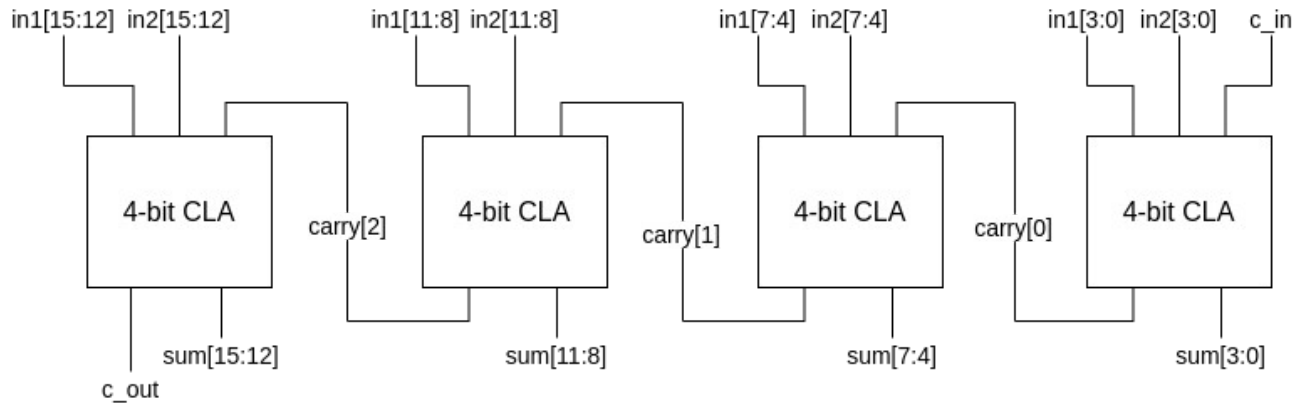 in1[15:12] in2[15:12] in1[11:8] in2[11:8] in1[7:4] in2[7:4] in1[3:0] in2[3:0] c_in
4-bit CLA 4-bit CLA 4-bit CLA 4-bit CLA
carry[2] carry[1] carry[0]
sum[15:12] sum[11:8] sum[7:4] sum[3:0]
c_out